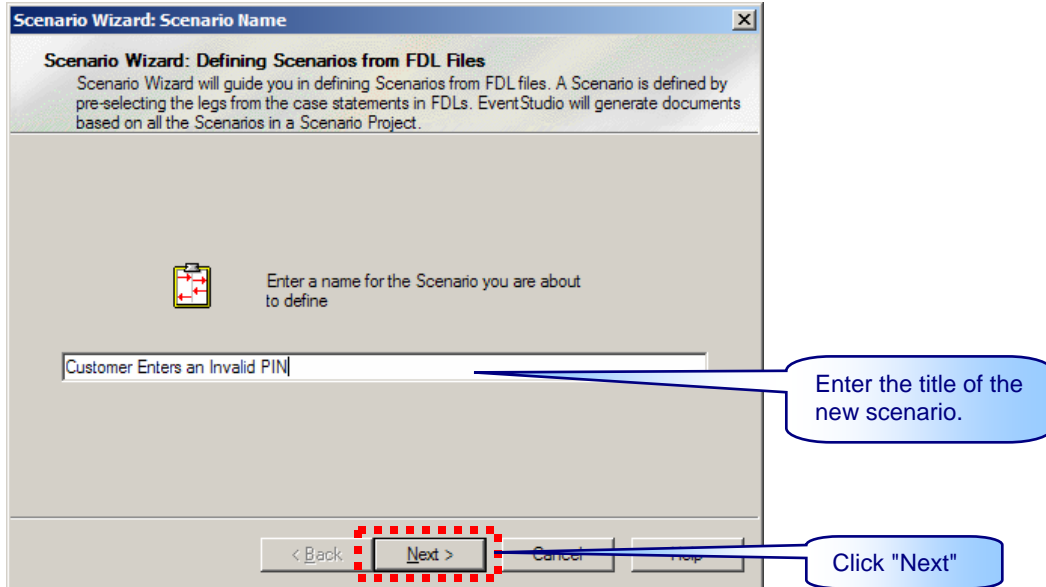 Scenario Wizard: Scenario Name
Scenario Wizard: Defining Scenarios from FDL Files
Scenario Wizard will guide you in defining Scenarios from FDL files. A Scenario is defined by
pre-selecting the legs from the case statements in FDLs. EventStudio will generate documents
based on all the Scenarios in a Scenario Project.
Enter a name for the Scenario you are about
to define
Customer Enters an Invalid PIN
Enter the title of the
new scenario.
< Back
Next >
Cancel
Help
Click "Next"